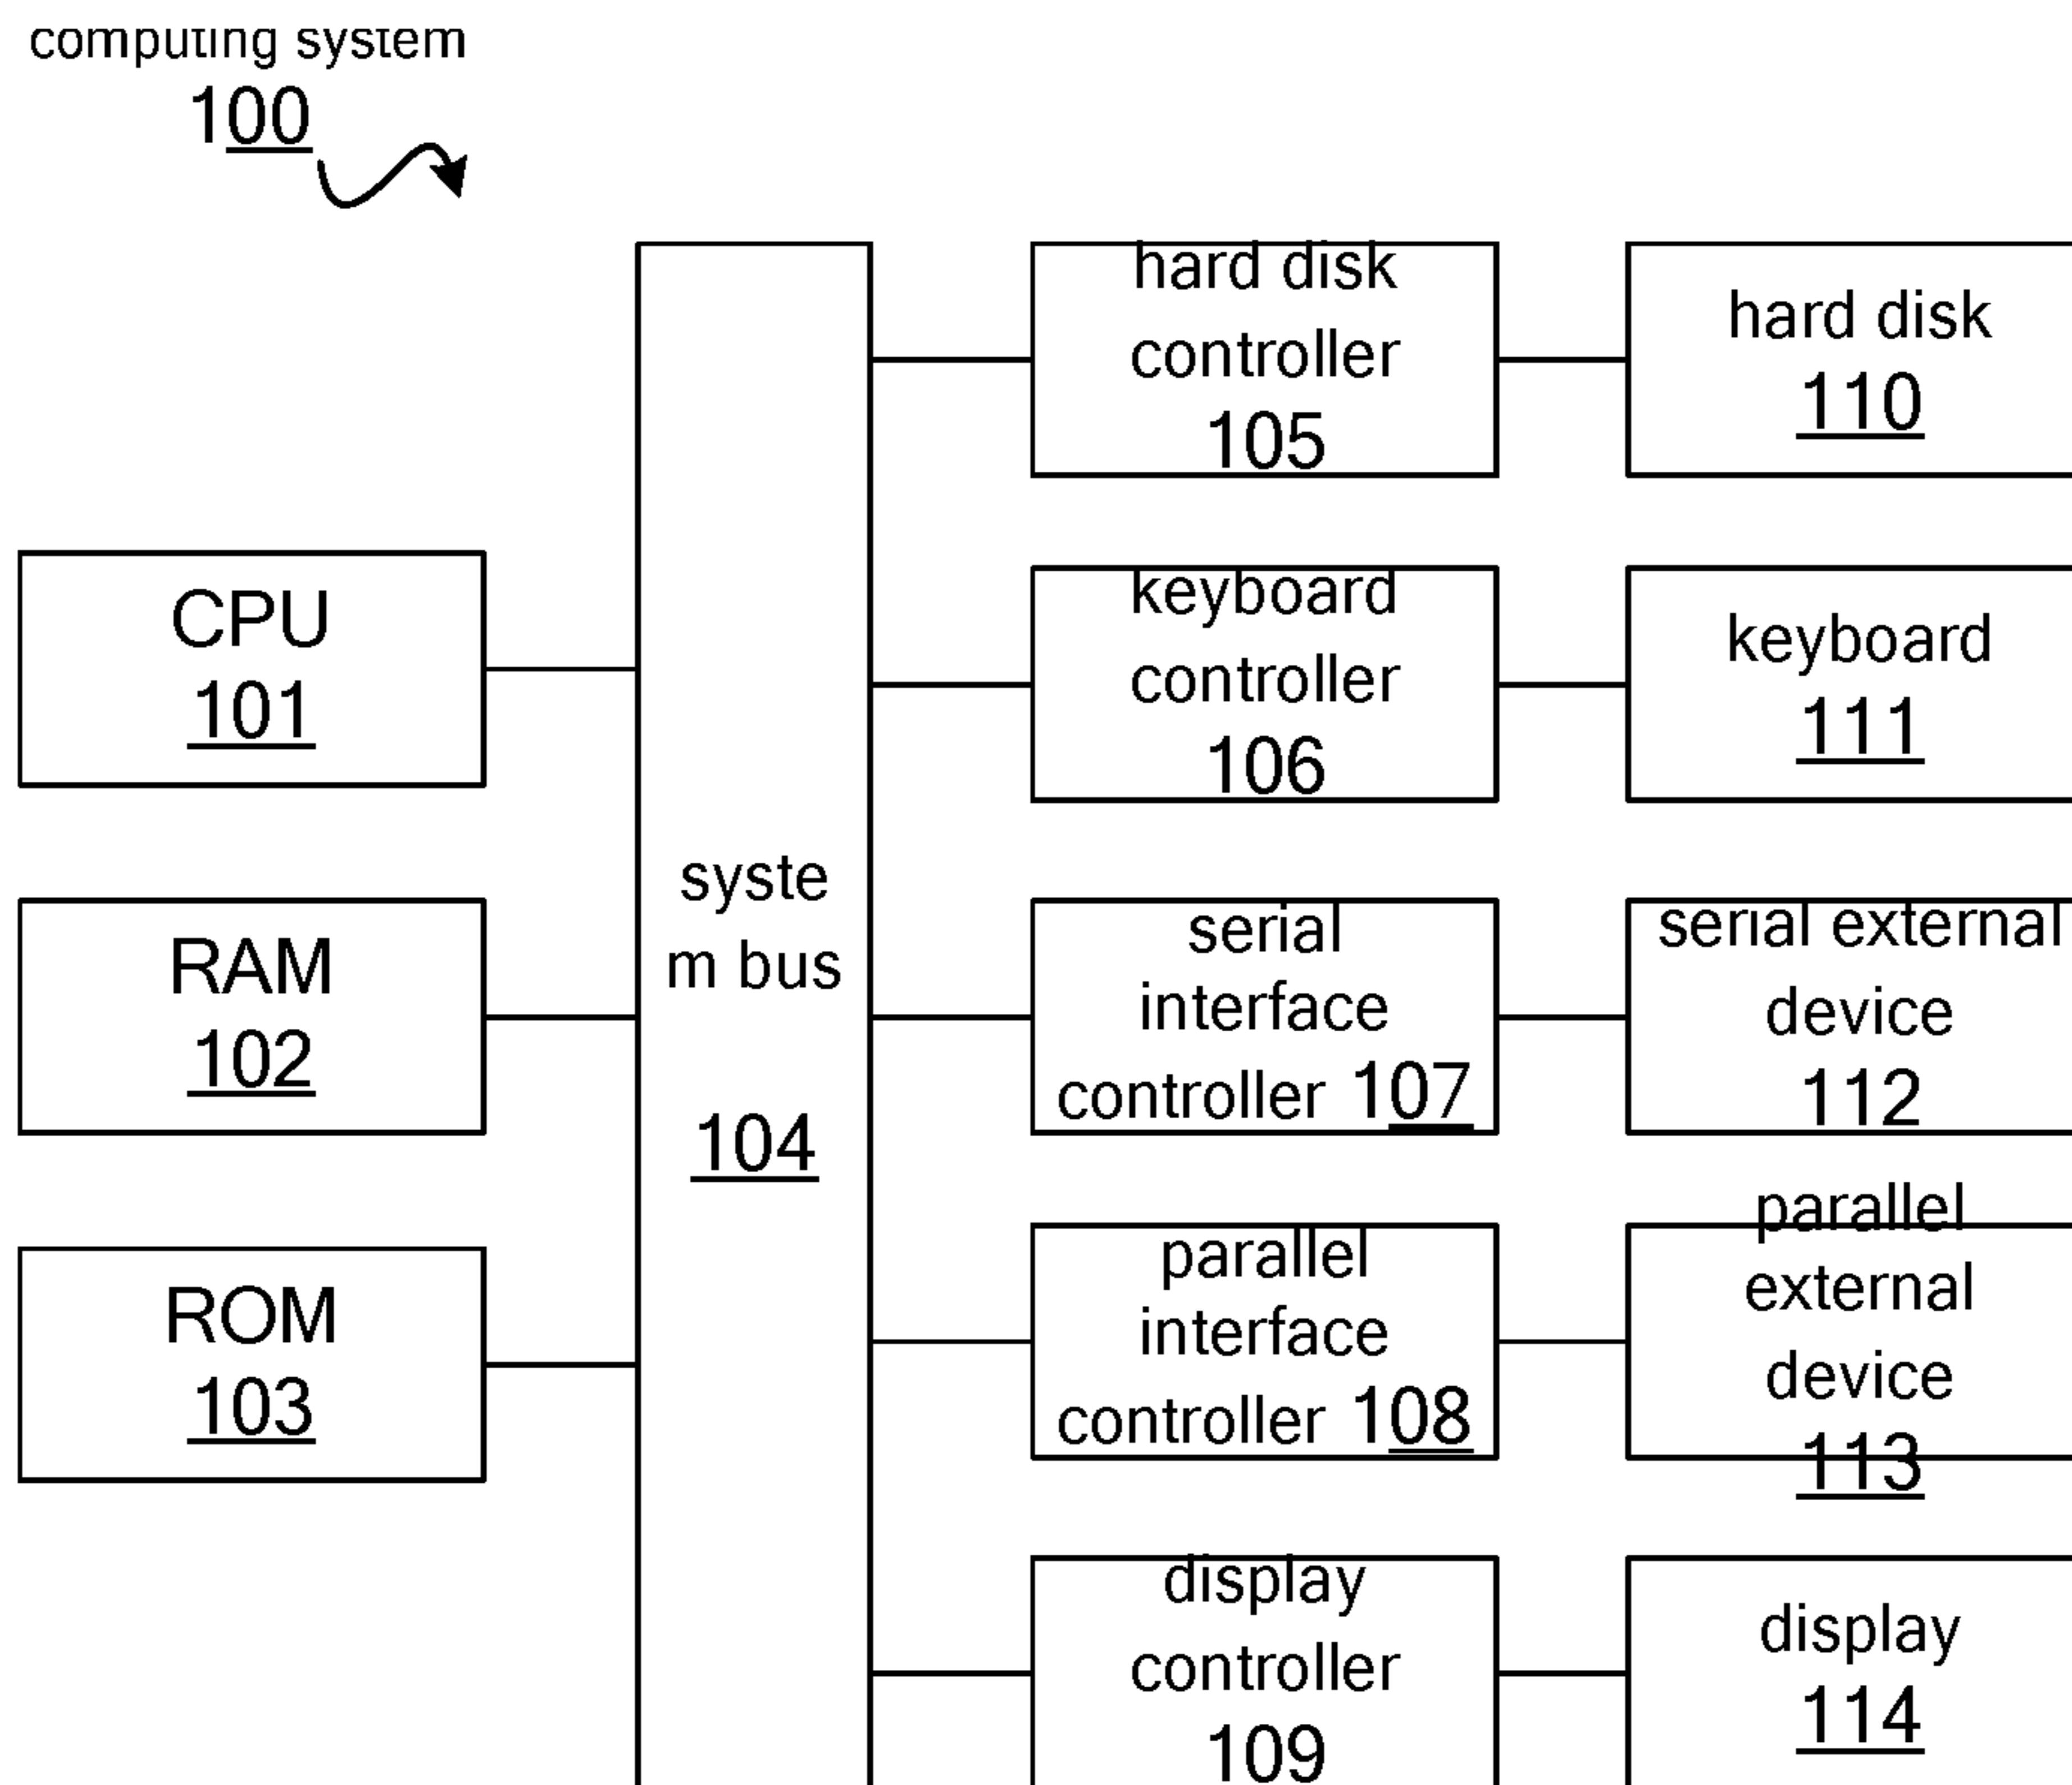 computing system
100
hard disk
controller
105
hard disk
110
CPU
101
keyboard
controller
106
keyboard
111
RAM
102
syste
m bus
104
serial
interface
controller 107
serial external
device
112
ROM
103
parallel
interface
controller 108
parallel
external
device
113
display
controller
109
display
114